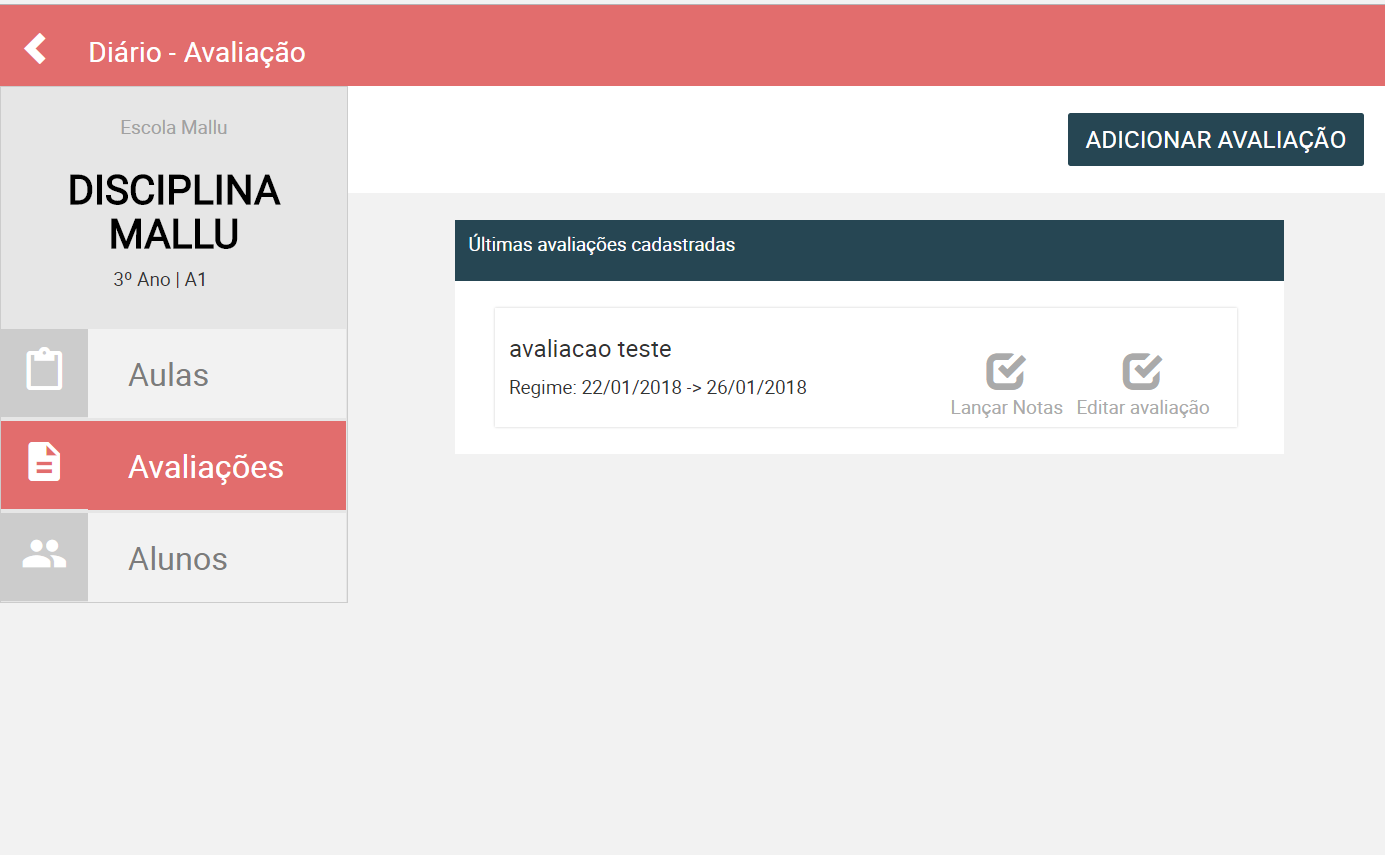 Diário - Avaliação
Escola Mallu
DISCIPLINA
MALLU
3º Ano | A1
Aulas
Avaliações
Alunos
ADICIONAR AVALIAÇÃO
Últimas avaliações cadastradas
avaliacao teste
Regime: 22/01/2018 -> 26/01/2018
Lançar Notas
Editar avaliação